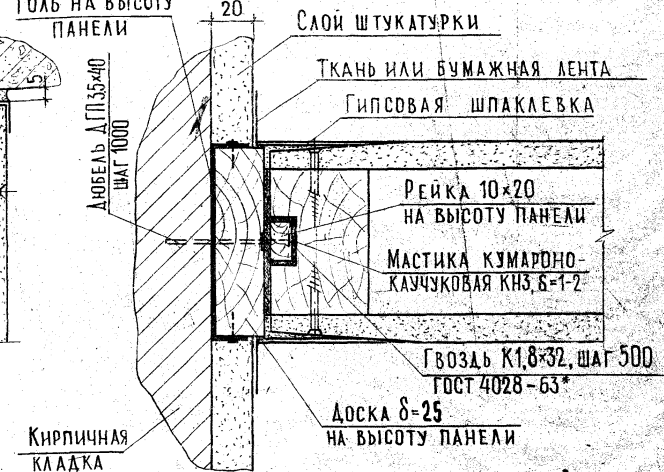 ТОЛЬ НА ВЫСОТУ
ПАНЕЛИ
20
СЛОЙ ШТУКАТУРКИ
ТКАНЬ ИЛИ БУМАЖНАЯ ЛЕНТА
ГИПСОВАЯ ШПАКЛЕВКА
5
ДЮБЕЛЬ ДГП 3,5×40
ШАГ 1000
РЕЙКА 10×20
НА ВЫСОТУ ПАНЕЛИ
МАСТИКА КУМАРОНО-
КАУЧУКОВАЯ КН3, δ=1-2
ГВОЗДЬ К1,8×32, ШАГ 500
ГОСТ 4028-63*
ДОСКА δ=25
НА ВЫСОТУ ПАНЕЛИ
КИРПИЧНАЯ
КЛАДКА